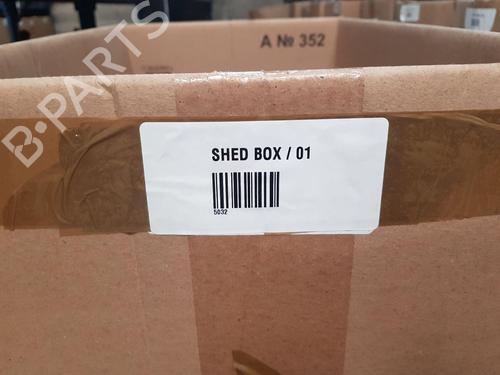 A № 352
B-PARTS
SHED BOX / 01
5032